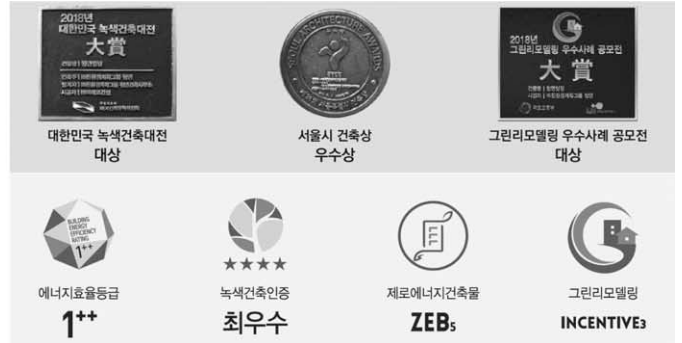 2018년
대한민국 녹색건축대전
大賞
SEOUL ARCHITECTURE AWARDS
2018년
그린리모델링 우수사례 공모전
大賞
대한민국 녹색건축대전
대상
서울시 건축상
우수상
그린리모델링 우수사례 공모전
대상
BUILDING
ENERGY
EFFICIENCY
RATING
1++
에너지효율등급
1++
녹색건축인증
최우수
제로에너지건축물
ZEB5
그린리모델링
INCENTIVE3